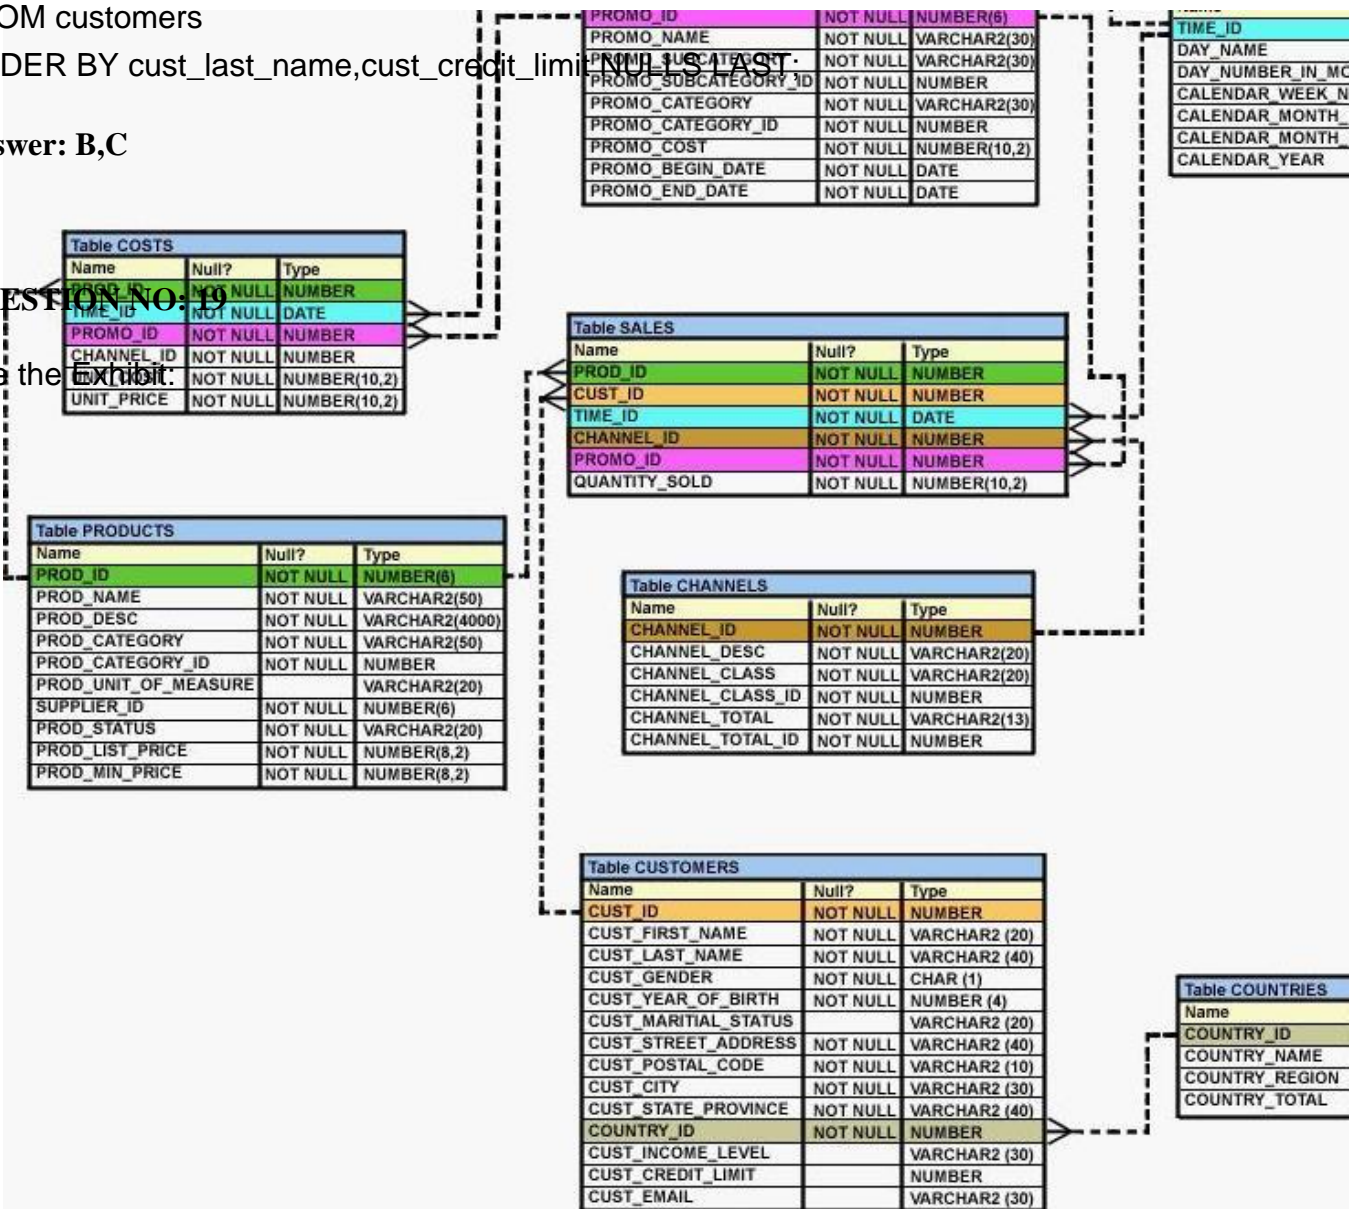 OM customers
DER BY cust_last_name,cust_credit_limit NULLS LAST;
swer: B,C
ESTION NO: 19
e the Exhibit:
PROMO_ID NOT NULL NUMBER(6)
PROMO_NAME NOT NULL VARCHAR2(30)
PROMO_SUBCATEGORY NOT NULL VARCHAR2(30)
PROMO_SUBCATEGORY_ID NOT NULL NUMBER
PROMO_CATEGORY NOT NULL VARCHAR2(30)
PROMO_CATEGORY_ID NOT NULL NUMBER
PROMO_COST NOT NULL NUMBER(10,2)
PROMO_BEGIN_DATE NOT NULL DATE
PROMO_END_DATE NOT NULL DATE
Name
TIME_ID
DAY_NAME
DAY_NUMBER_IN_MO
CALENDAR_WEEK_N
CALENDAR_MONTH_
CALENDAR_MONTH_
CALENDAR_YEAR
Table COSTS
Name Null? Type
PROD_ID NOT NULL NUMBER
TIME_ID NOT NULL DATE
PROMO_ID NOT NULL NUMBER
CHANNEL_ID NOT NULL NUMBER
UNIT_COST NOT NULL NUMBER(10,2)
UNIT_PRICE NOT NULL NUMBER(10,2)
Table SALES
Name Null? Type
PROD_ID NOT NULL NUMBER
CUST_ID NOT NULL NUMBER
TIME_ID NOT NULL DATE
CHANNEL_ID NOT NULL NUMBER
PROMO_ID NOT NULL NUMBER
QUANTITY_SOLD NOT NULL NUMBER(10,2)
Table PRODUCTS
Name Null? Type
PROD_ID NOT NULL NUMBER(6)
PROD_NAME NOT NULL VARCHAR2(50)
PROD_DESC NOT NULL VARCHAR2(4000)
PROD_CATEGORY NOT NULL VARCHAR2(50)
PROD_CATEGORY_ID NOT NULL NUMBER
PROD_UNIT_OF_MEASURE VARCHAR2(20)
SUPPLIER_ID NOT NULL NUMBER(6)
PROD_STATUS NOT NULL VARCHAR2(20)
PROD_LIST_PRICE NOT NULL NUMBER(8,2)
PROD_MIN_PRICE NOT NULL NUMBER(8,2)
Table CHANNELS
Name Null? Type
CHANNEL_ID NOT NULL NUMBER
CHANNEL_DESC NOT NULL VARCHAR2(20)
CHANNEL_CLASS NOT NULL VARCHAR2(20)
CHANNEL_CLASS_ID NOT NULL NUMBER
CHANNEL_TOTAL NOT NULL VARCHAR2(13)
CHANNEL_TOTAL_ID NOT NULL NUMBER
Table CUSTOMERS
Name Null? Type
CUST_ID NOT NULL NUMBER
CUST_FIRST_NAME NOT NULL VARCHAR2 (20)
CUST_LAST_NAME NOT NULL VARCHAR2 (40)
CUST_GENDER NOT NULL CHAR (1)
CUST_YEAR_OF_BIRTH NOT NULL NUMBER (4)
CUST_MARITIAL_STATUS VARCHAR2 (20)
CUST_STREET_ADDRESS NOT NULL VARCHAR2 (40)
CUST_POSTAL_CODE NOT NULL VARCHAR2 (10)
CUST_CITY NOT NULL VARCHAR2 (30)
CUST_STATE_PROVINCE NOT NULL VARCHAR2 (40)
COUNTRY_ID NOT NULL NUMBER
CUST_INCOME_LEVEL VARCHAR2 (30)
CUST_CREDIT_LIMIT NUMBER
CUST_EMAIL VARCHAR2 (30)
Table COUNTRIES
Name
COUNTRY_ID
COUNTRY_NAME
COUNTRY_REGION
COUNTRY_TOTAL